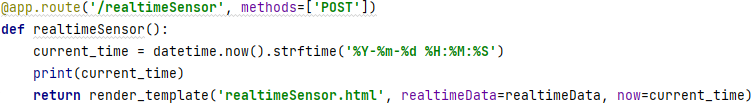 @app.route('/realtimeSensor', methods=['POST'])
def realtimeSensor():
    current_time = datetime.now().strftime('%Y-%m-%d %H:%M:%S')
    print(current_time)
    return render_template('realtimeSensor.html', realtimeData=realtimeData, now=current_time)